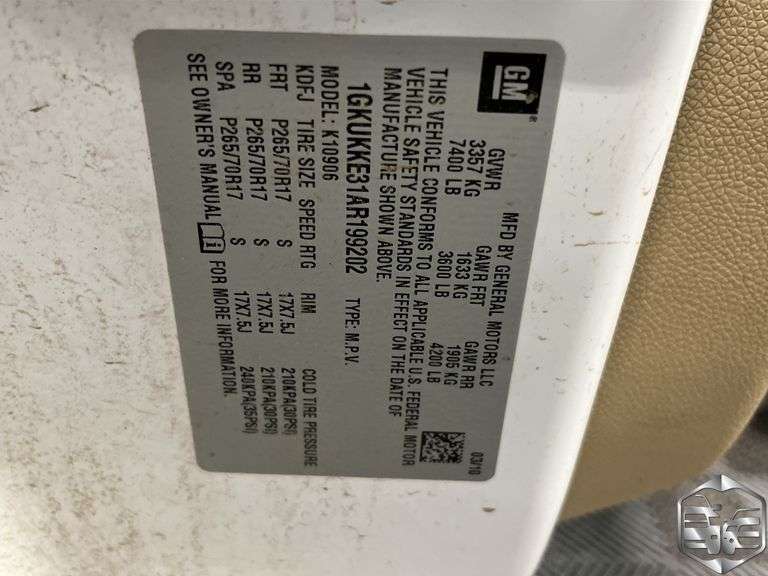 GM
MFD BY GENERAL MOTORS LLC 03/10
GVWR GAWR FRT GAWR RR
3357 KG 1633 KG 1905 KG
7400 LB 3600 LB 4200 LB
THIS VEHICLE CONFORMS TO ALL APPLICABLE U.S. FEDERAL MOTOR
VEHICLE SAFETY STANDARDS IN EFFECT ON THE DATE OF
MANUFACTURE SHOWN ABOVE.
1GKUKKE31AR199202 TYPE: M.P.V.
MODEL: K10906
KDFJ TIRE SIZE SPEED RTG RIM COLD TIRE PRESSURE
FRT P265/70R17 S 17X7.5J 210KPA(30PSI)
RR P265/70R17 S 17X7.5J 210KPA(30PSI)
SPA P265/70R17 S 17X7.5J 240KPA(35PSI)
SEE OWNER'S MANUAL FOR MORE INFORMATION.